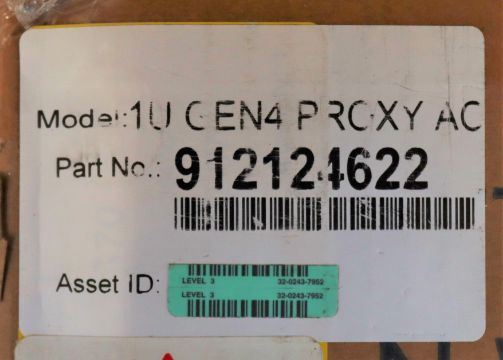 Model: 1U GEN4 PROXY AC
Part No.: 912124622
Asset ID:
LEVEL 3 32-0243-7952
LEVEL 3 32-0243-7952